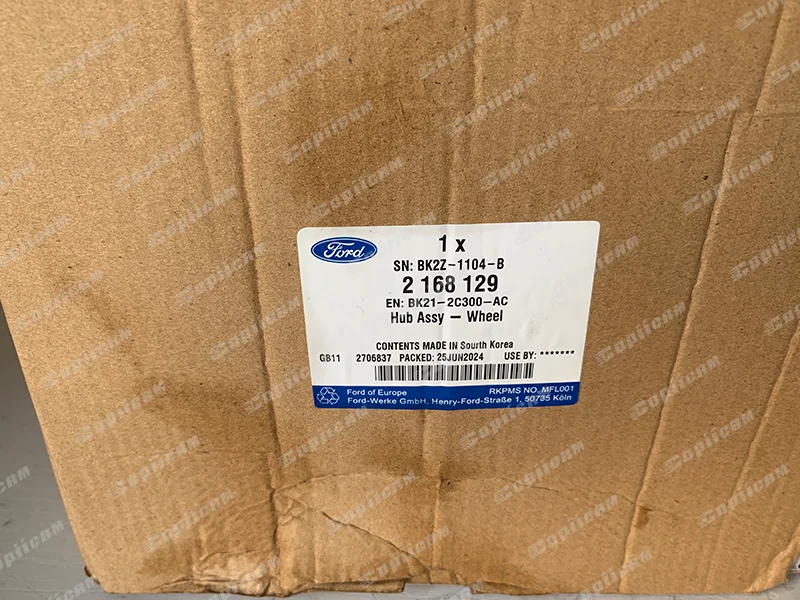 Ford
1 x
SN: BK2Z-1104-B
2 168 129
EN: BK21-2C300-AC
Hub Assy - Wheel
CONTENTS MADE IN Sourth Korea
GB11 2706837 PACKED: 25JUN2024 USE BY: *******
Ford of Europe RKPMS NO. MFL001
Ford-Werke GmbH, Henry-Ford-Straße 1, 50735 Köln